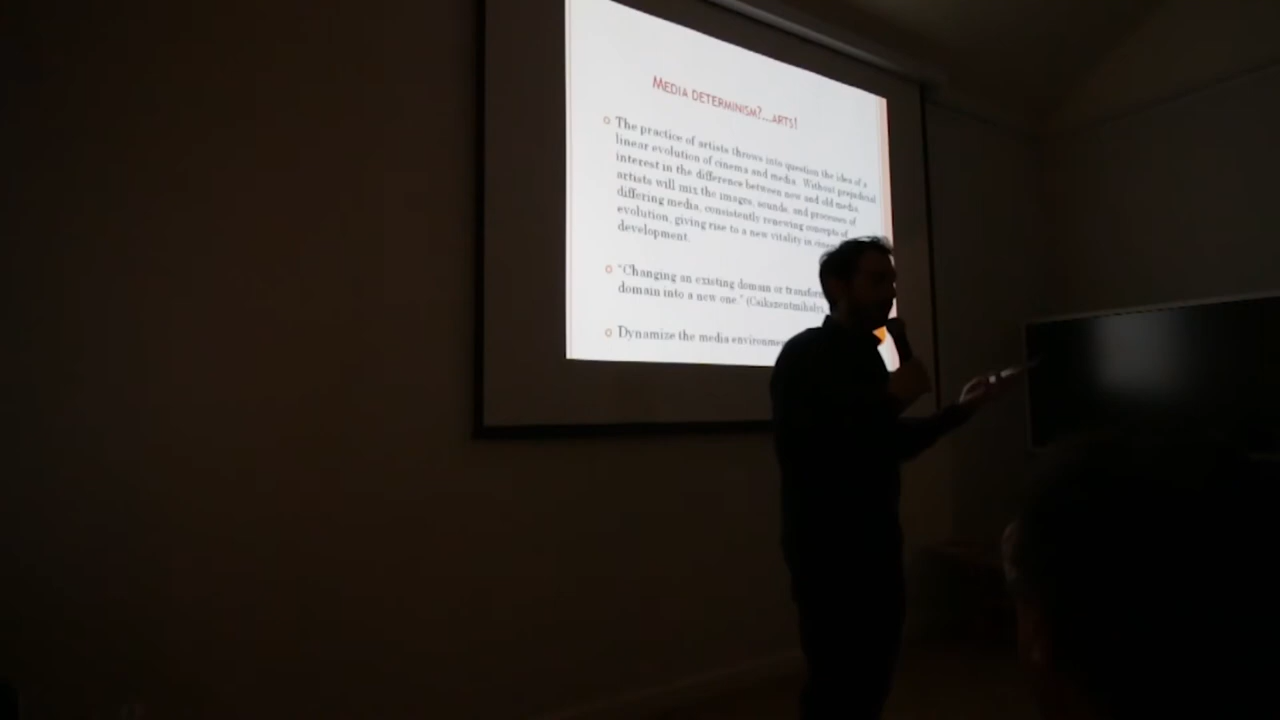 MEDIA DETERMINISM?...ARTS!
The practice of artists throws into question the idea of a
linear evolution of cinema and media. Without prejudicial
interest in the difference between new and old media,
artists will mix the images, sounds, and processes of
differing media, consistently renewing concepts of
evolution, giving rise to a new vitality in
development.
"Changing an existing domain or
domain into a new one." (Csikszentmihalyi,
Dynamize the media